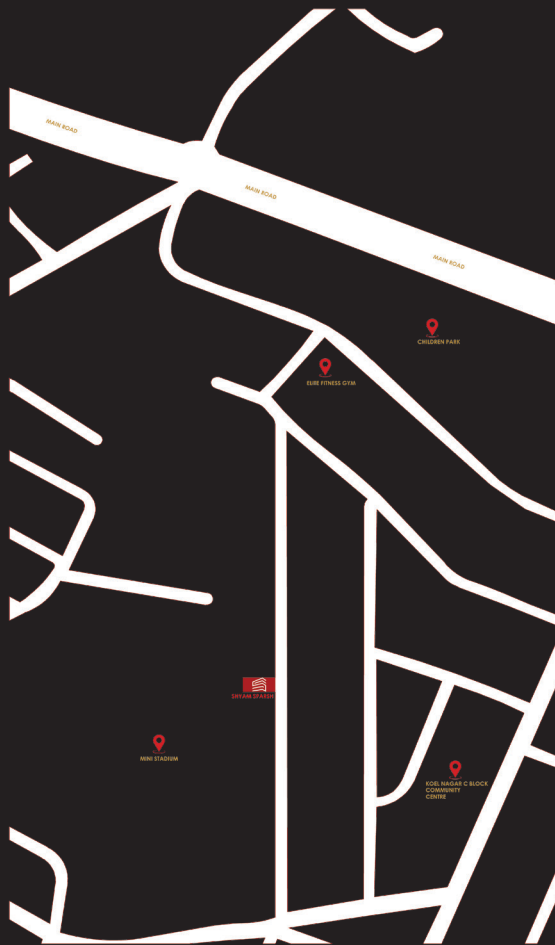 MAIN ROAD
MAIN ROAD
MAIN ROAD
CHILDREN PARK
ELITE FITNESS GYM
SHYAM SPARSH
MINI STADIUM
KOEL NAGAR C BLOCK
COMMUNITY
CENTRE